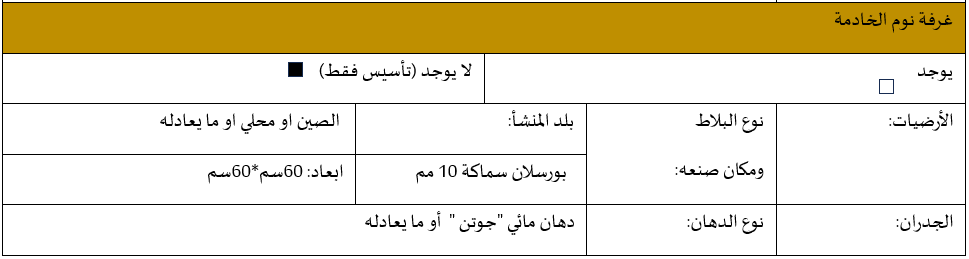 غرفة نوم الخادمة
يوجد ☐ لا يوجد (تأسيس فقط) ■
الأرضيات: نوع البلاط بلد المنشأ: الصين او محلي او ما يعادله
ومكان صنعه: بورسلان سماكة 10 مم ابعاد: 60سم*60سم
الجدران: نوع الدهان: دهان مائي "جوتن " أو ما يعادله